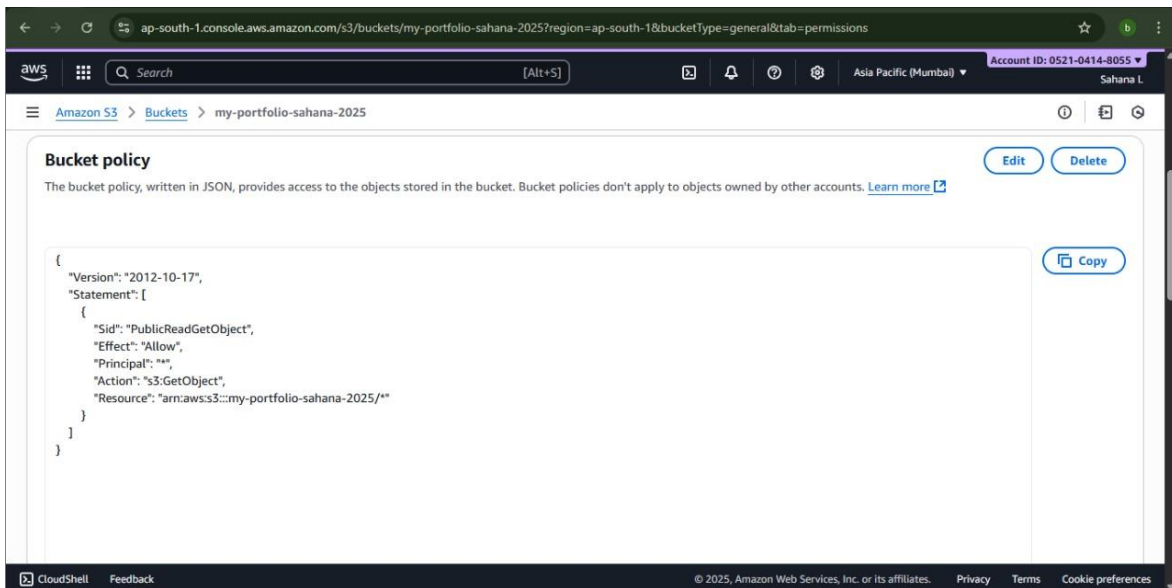 ap-south-1.console.aws.amazon.com/s3/buckets/my-portfolio-sahana-2025?region=ap-south-1&bucketType=general&tab=permissions
b
aws
Search
[Alt+S]
Asia Pacific (Mumbai)
Account ID: 0521-0414-8055
Sahana L
Amazon S3 > Buckets > my-portfolio-sahana-2025
Bucket policy
Edit
Delete
The bucket policy, written in JSON, provides access to the objects stored in the bucket. Bucket policies don't apply to objects owned by other accounts. Learn more
Copy
{
"Version": "2012-10-17",
"Statement": [
{
"Sid": "PublicReadGetObject",
"Effect": "Allow",
"Principal": "*",
"Action": "s3:GetObject",
"Resource": "arn:aws:s3:::my-portfolio-sahana-2025/*"
}
]
}
CloudShell Feedback © 2025, Amazon Web Services, Inc. or its affiliates. Privacy Terms Cookie preferences